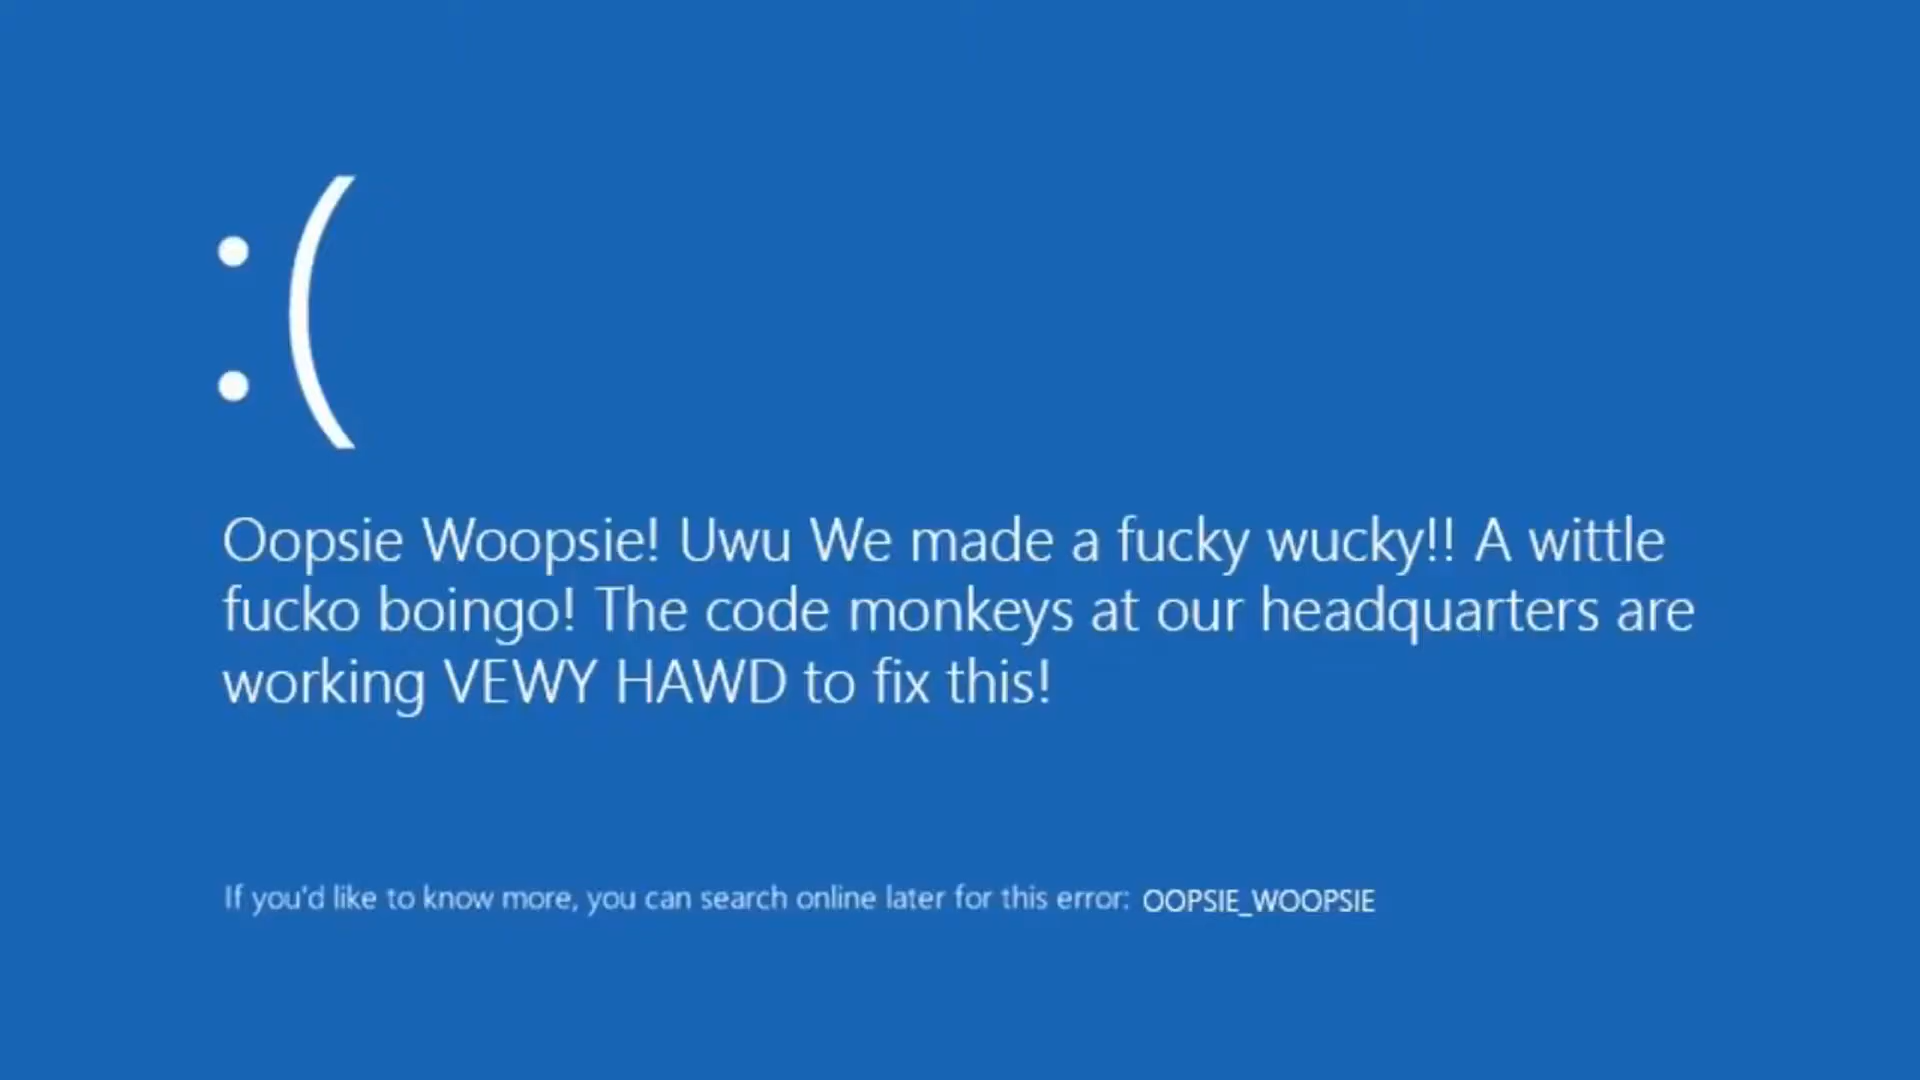 :(
Oopsie Woopsie! Uwu We made a fucky wucky!! A wittle
fucko boingo! The code monkeys at our headquarters are
working VEWY HAWD to fix this!
If you'd like to know more, you can search online later for this error: OOPSIE_WOOPSIE